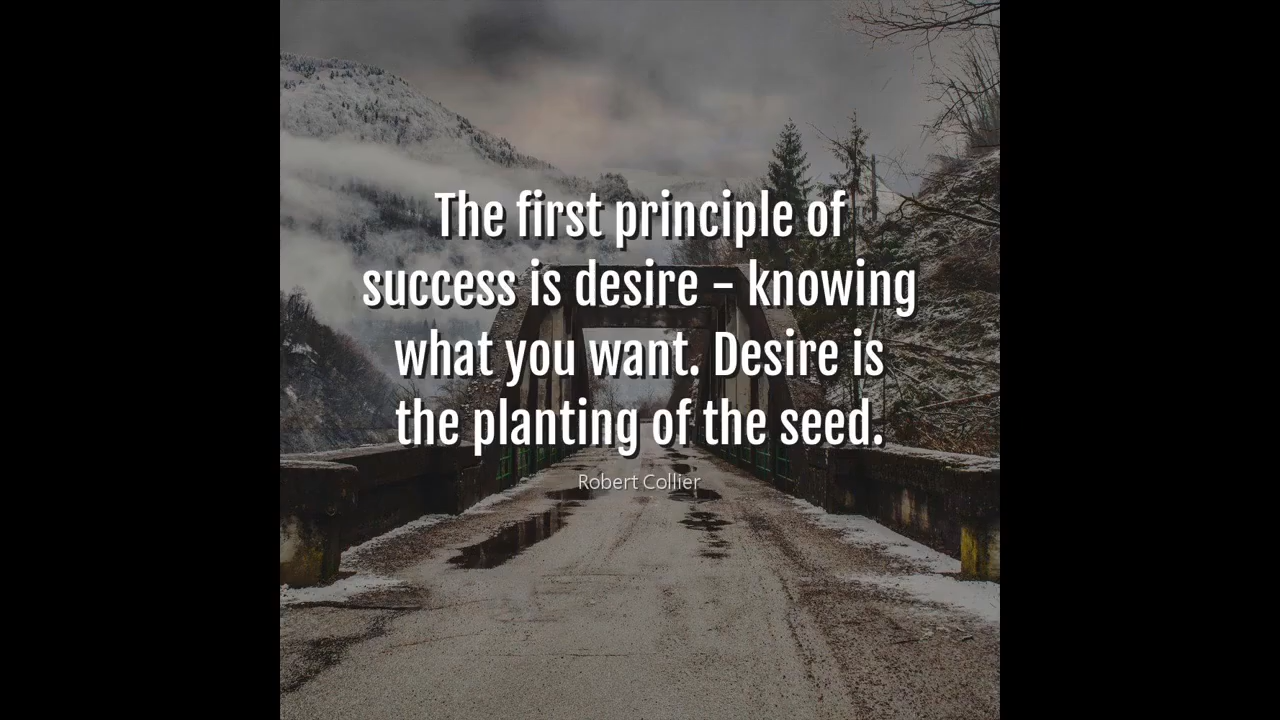 The first principle of
success is desire - knowing
what you want. Desire is
the planting of the seed.
Robert Collier